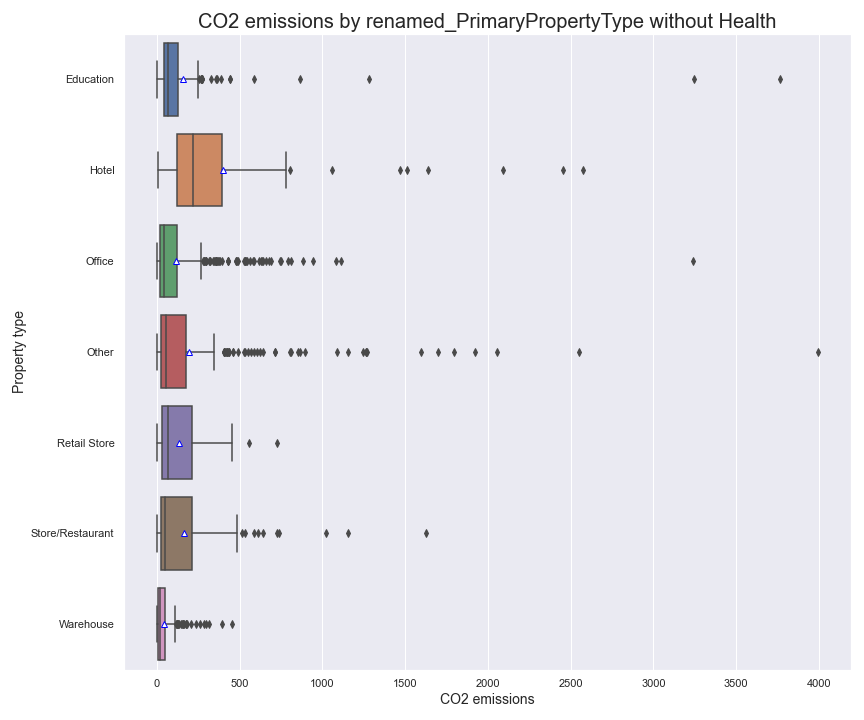 CO2 emissions by renamed_PrimaryPropertyType without Health
Education
Hotel
Office
Other
Retail Store
Store/Restaurant
Warehouse
Property type
0 500 1000 1500 2000 2500 3000 3500 4000
CO2 emissions